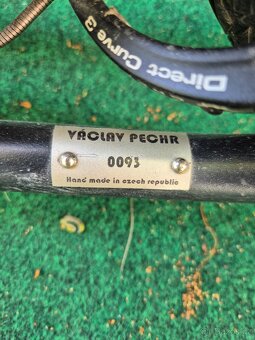 Direct Curve 3
VÁCLAV PECHR
0093
Hand made in czech republic